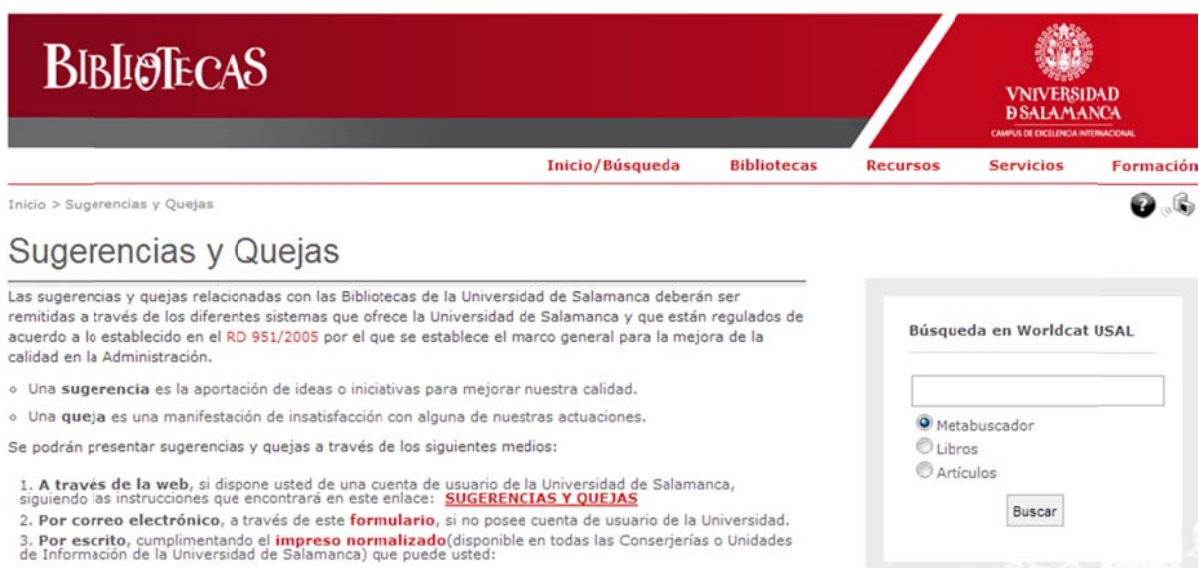 BIBLIOTECAS
VNIVERSIDAD
D SALAMANCA
CAMPUS DE EXCELENCIA INTERNACIONAL
Inicio/Búsqueda Bibliotecas Recursos Servicios Formación
Inicio > Sugerencias y Quejas
Sugerencias y Quejas
Las sugerencias y quejas relacionadas con las Bibliotecas de la Universidad de Salamanca deberán ser
remitidas a través de los diferentes sistemas que ofrece la Universidad de Salamanca y que están regulados de
acuerdo a lo establecido en el RD 951/2005 por el que se establece el marco general para la mejora de la
calidad en la Administración.
Una sugerencia es la aportación de ideas o iniciativas para mejorar nuestra calidad.
Una queja es una manifestación de insatisfacción con alguna de nuestras actuaciones.
Se podrán presentar sugerencias y quejas a través de los siguientes medios:
1. A través de la web, si dispone usted de una cuenta de usuario de la Universidad de Salamanca,
siguiendo las instrucciones que encontrará en este enlace: SUGERENCIAS Y QUEJAS
2. Por correo electrónico, a través de este formulario, si no posee cuenta de usuario de la Universidad.
3. Por escrito, cumplimentando el impreso normalizado(disponible en todas las Conserjerías o Unidades
de Información de la Universidad de Salamanca) que puede usted:
Búsqueda en Worldcat USAL
Metabuscador
Libros
Artículos
Buscar